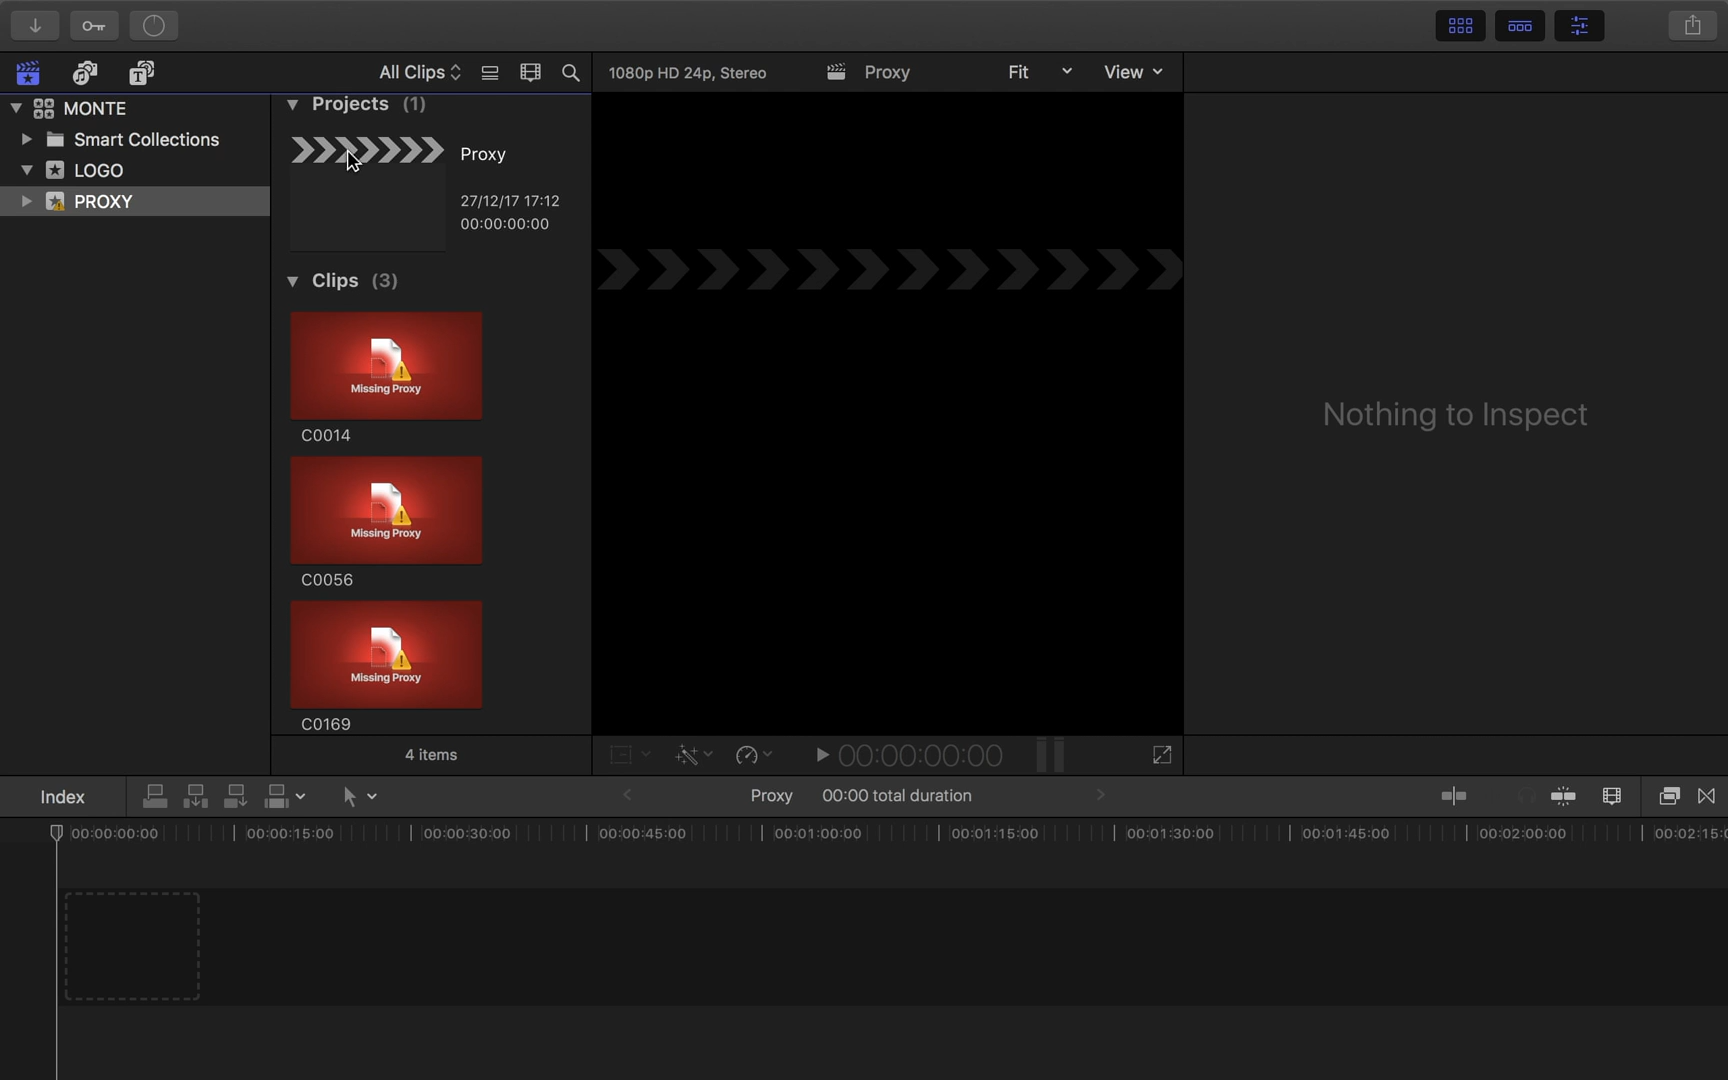 All Clips
1080p HD 24p, Stereo
Proxy
Fit
View
MONTE
Smart Collections
LOGO
PROXY
Projects (1)
Proxy
27/12/17 17:12
00:00:00:00
Clips (3)
Missing Proxy
C0014
Missing Proxy
C0056
Missing Proxy
C0169
4 items
Nothing to Inspect
00:00:00:00
Index
Proxy 00:00 total duration
00:00:00:00 00:00:15:00 00:00:30:00 00:00:45:00 00:01:00:00 00:01:15:00 00:01:30:00 00:01:45:00 00:02:00:00 00:02:15: